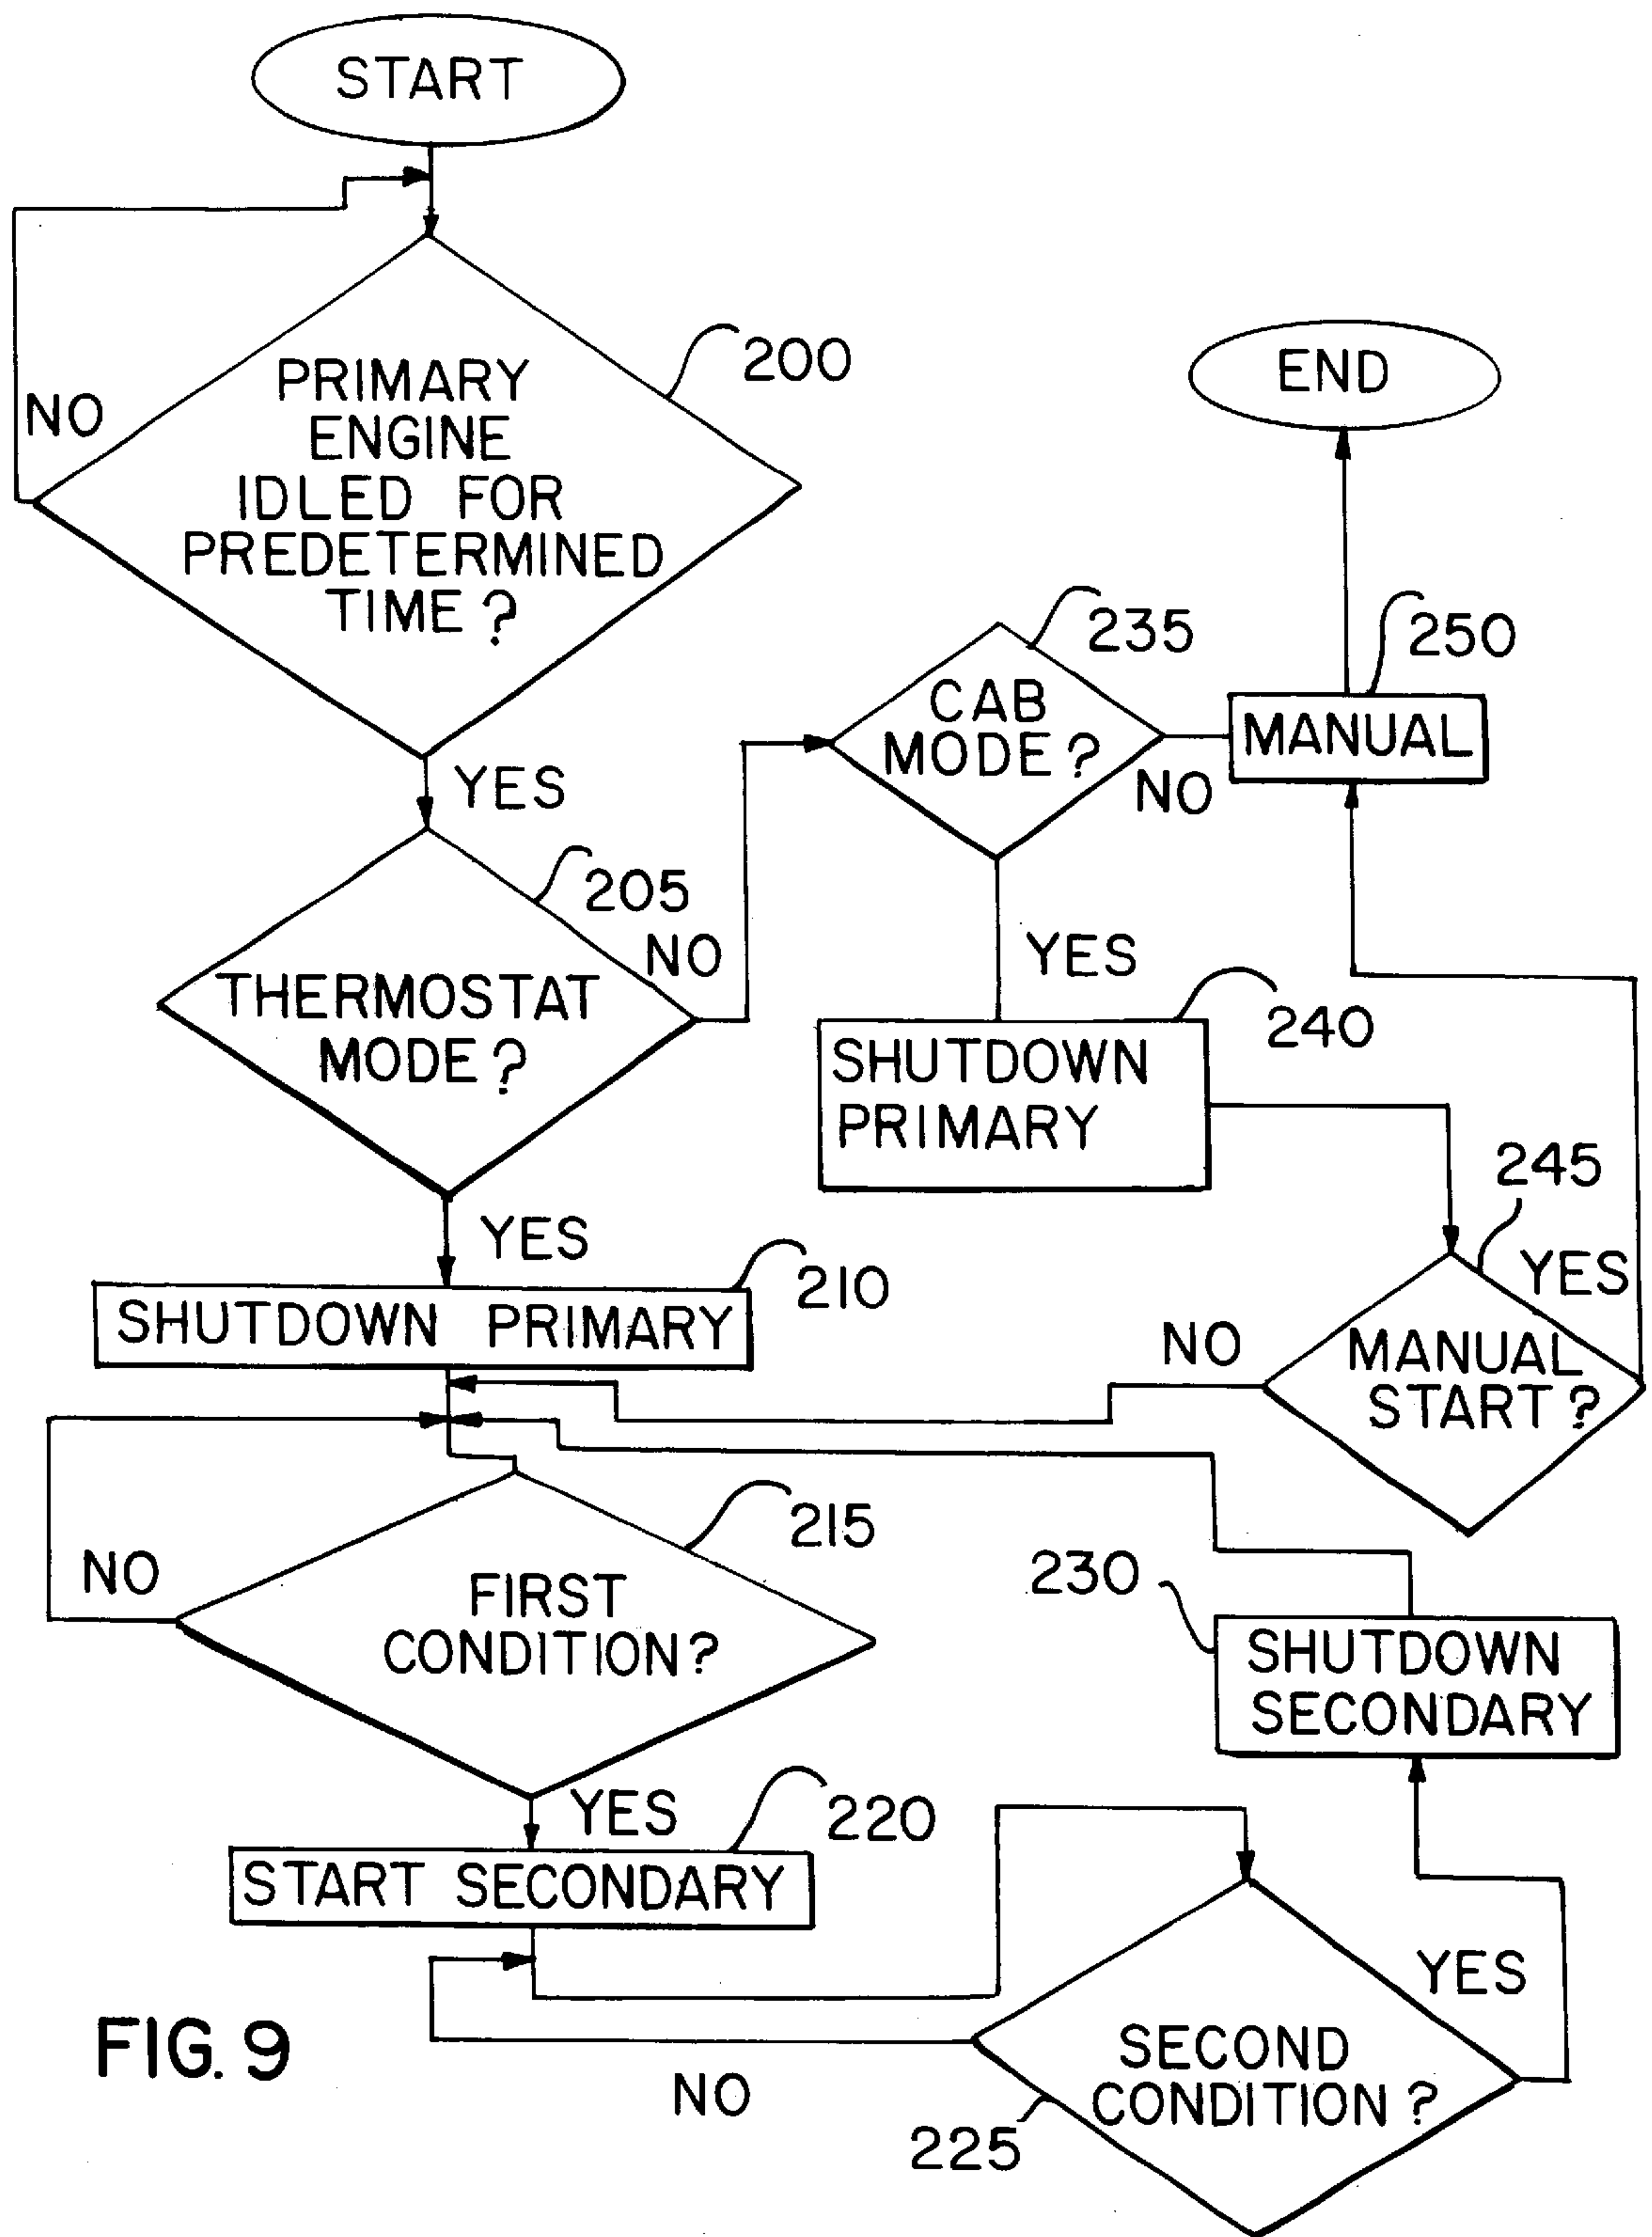 START
NO
PRIMARY
ENGINE
IDLED FOR
PREDETERMINED
TIME?
200
YES
THERMOSTAT
MODE?
205
NO
CAB
MODE?
235
NO
MANUAL
250
END
YES
SHUTDOWN
PRIMARY
240
245
YES
MANUAL
START?
NO
YES
SHUTDOWN PRIMARY
210
NO
FIRST
CONDITION?
215
230
SHUTDOWN
SECONDARY
YES
START SECONDARY
220
YES
SECOND
CONDITION?
225
NO
FIG. 9